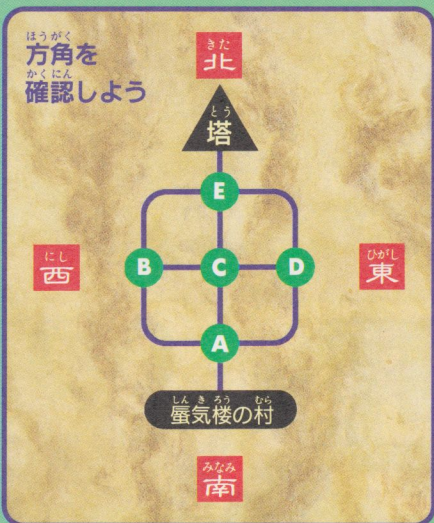 ほうがく
方角を
かくにん
確認しよう
きた
北
とう
塔
E
にし
西
B
C
D
ひがし
東
A
しんきろう むら
蜃気楼の村
みなみ
南